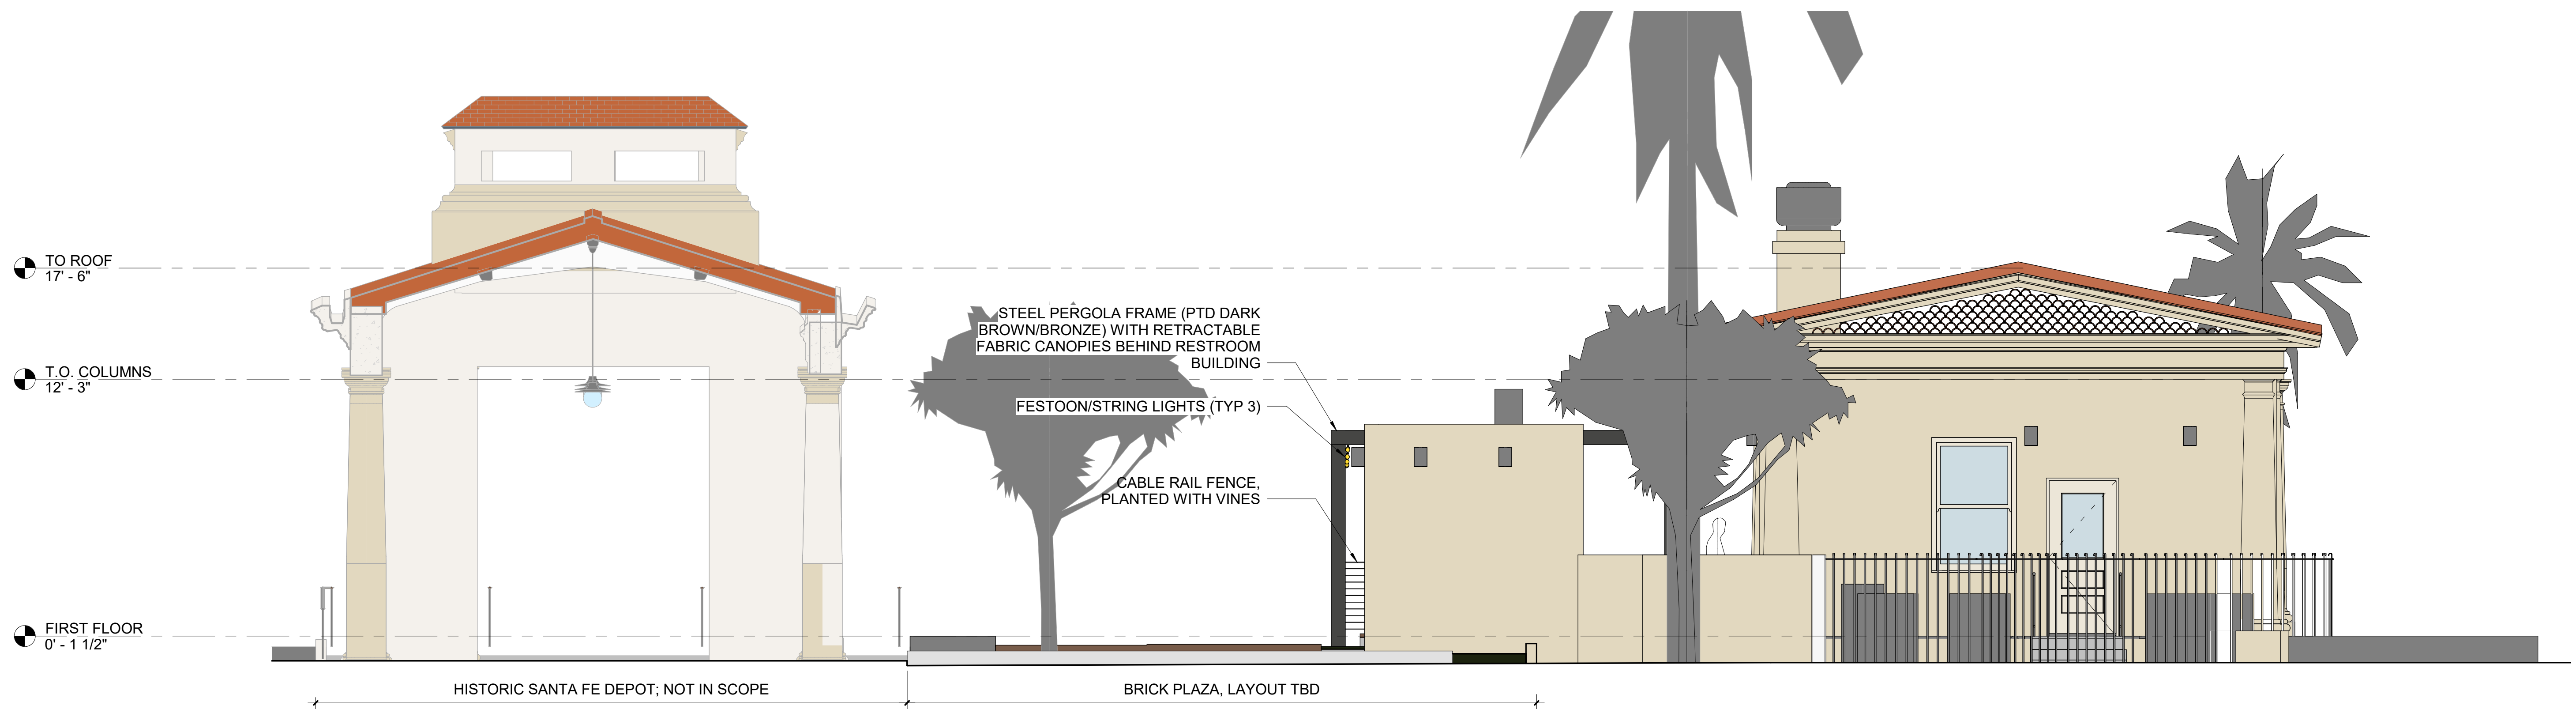 TO ROOF
17' - 6"
T.O. COLUMNS
12' - 3"
FIRST FLOOR
0' - 1 1/2"
STEEL PERGOLA FRAME (PTD DARK
BROWN/BRONZE) WITH RETRACTABLE
FABRIC CANOPIES BEHIND RESTROOM
BUILDING
FESTOON/STRING LIGHTS (TYP 3)
CABLE RAIL FENCE,
PLANTED WITH VINES
HISTORIC SANTA FE DEPOT; NOT IN SCOPE
BRICK PLAZA, LAYOUT TBD